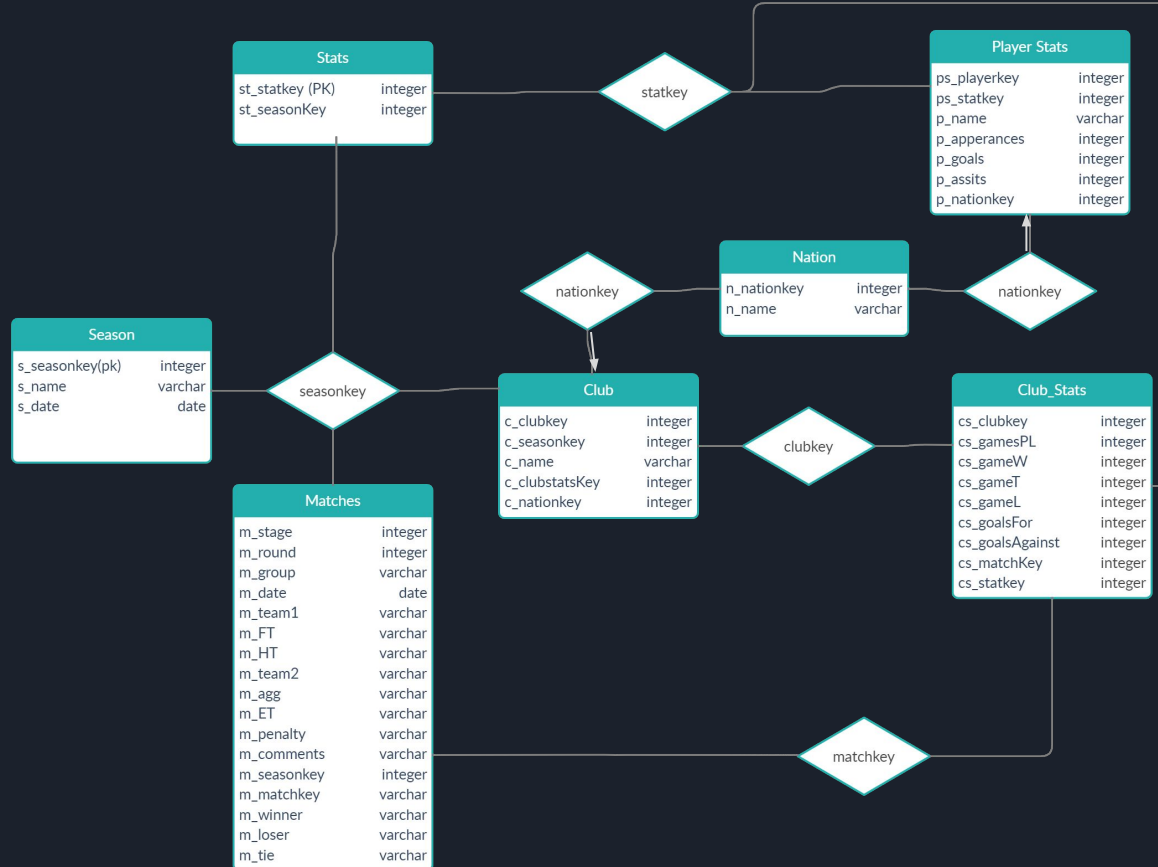 Stats
st_statkey (PK) integer
st_seasonKey integer
statkey
Player Stats
ps_playerkey integer
ps_statkey integer
p_name varchar
p_apperances integer
p_goals integer
p_assits integer
p_nationkey integer
nationkey
Nation
n_nationkey integer
n_name varchar
nationkey
Season
s_seasonkey(pk) integer
s_name varchar
s_date date
seasonkey
Club
c_clubkey integer
c_seasonkey integer
c_name varchar
c_clubstatsKey integer
c_nationkey integer
clubkey
Club_Stats
cs_clubkey integer
cs_gamesPL integer
cs_gameW integer
cs_gameT integer
cs_gameL integer
cs_goalsFor integer
cs_goalsAgainst integer
cs_matchKey integer
cs_statkey integer
Matches
m_stage integer
m_round integer
m_group varchar
m_date date
m_team1 varchar
m_FT varchar
m_HT varchar
m_team2 varchar
m_agg varchar
m_ET varchar
m_penalty varchar
m_comments varchar
m_seasonkey integer
m_matchkey varchar
m_winner varchar
m_loser varchar
m_tie varchar
matchkey